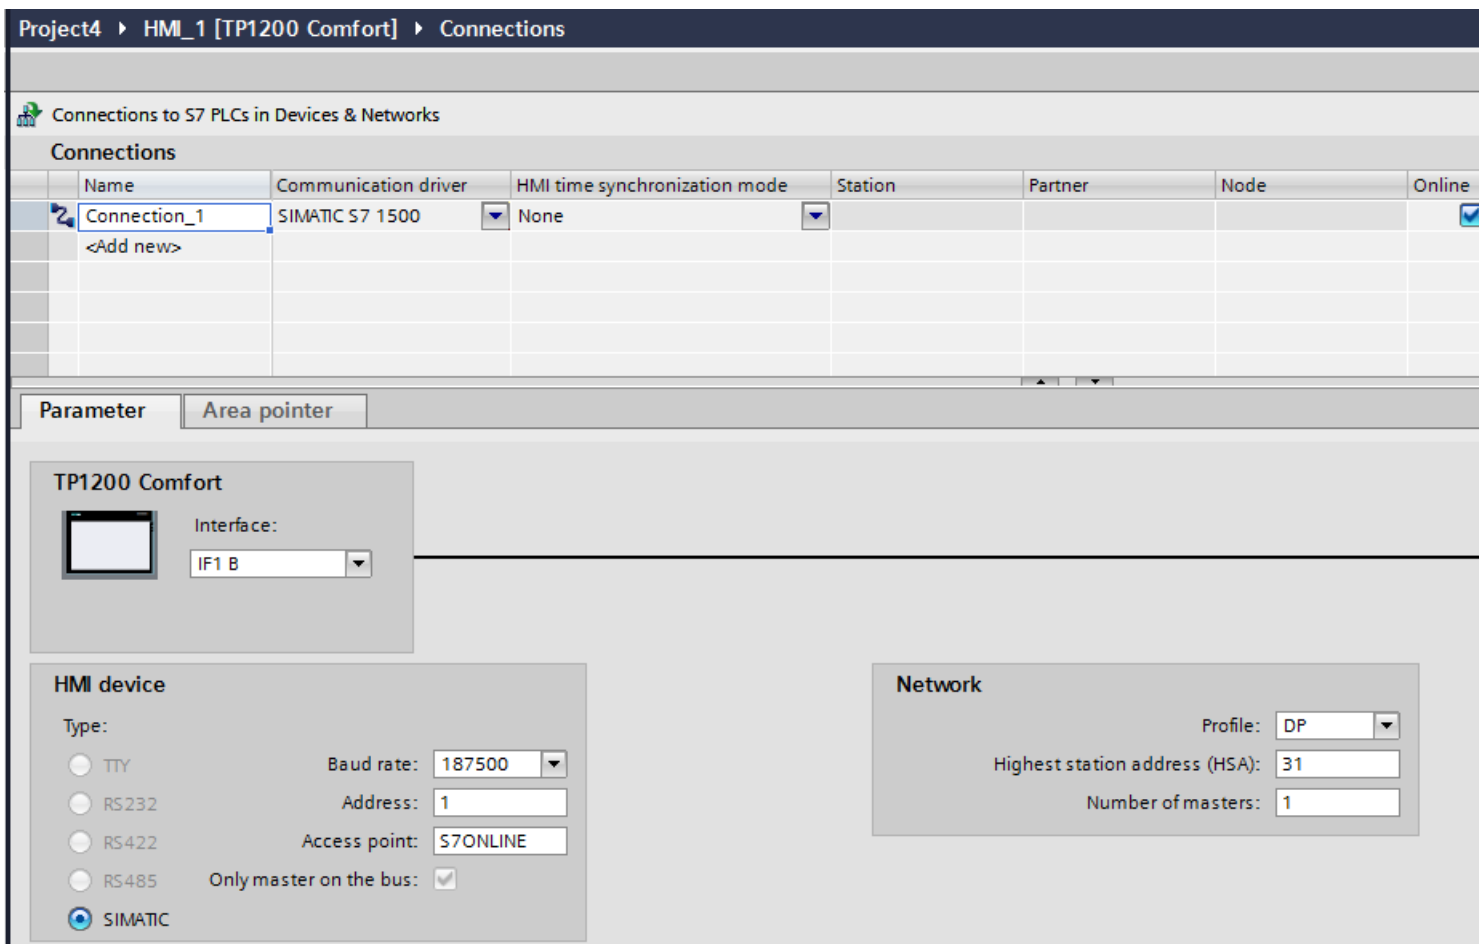 Project4 ▸ HMI_1 [TP1200 Comfort] ▸ Connections
Connections to S7 PLCs in Devices & Networks
Connections
Name Communication driver HMI time synchronization mode Station Partner Node Online
Connection_1 SIMATIC S7 1500 None
<Add new>
Parameter Area pointer
TP1200 Comfort
Interface:
IF1 B
HMI device
Type:
TTY
RS232
RS422
RS485
SIMATIC
Baud rate: 187500
Address: 1
Access point: S7ONLINE
Only master on the bus:
Network
Profile: DP
Highest station address (HSA): 31
Number of masters: 1